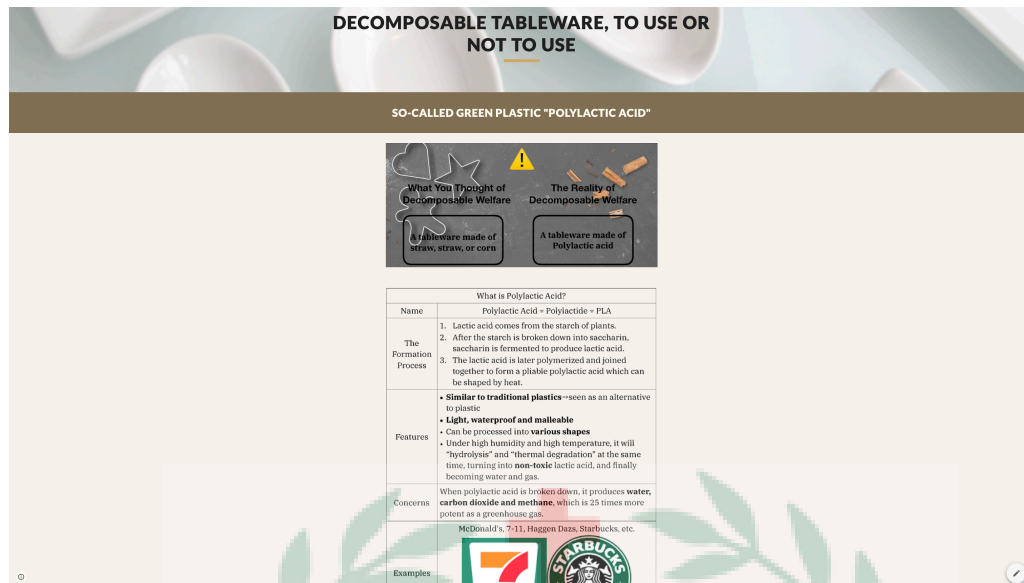 DECOMPOSABLE TABLEWARE, TO USE OR
NOT TO USE
SO-CALLED GREEN PLASTIC "POLYLACTIC ACID"
What You Thought of
Decomposable Welfare
The Reality of
Decomposable Welfare
A tableware made of
straw, straw, or corn
A tableware made of
Polylactic acid
What is Polylactic Acid?
Name
Polylactic Acid = Polylactide = PLA
The
Formation
Process
1. Lactic acid comes from the starch of plants.
2. After the starch is broken down into saccharin,
saccharin is fermented to produce lactic acid.
3. The lactic acid is later polymerized and joined
together to form a pliable polylactic acid which can
be shaped by heat.
Features
• Similar to traditional plastics→seen as an alternative
to plastic
• Light, waterproof and malleable
• Can be processed into various shapes
• Under high humidity and high temperature, it will
“hydrolysis” and “thermal degradation” at the same
time, turning into non-toxic lactic acid, and finally
becoming water and gas.
Concerns
When polylactic acid is broken down, it produces water,
carbon dioxide and methane, which is 25 times more
potent as a greenhouse gas.
Examples
McDonald's, 7-11, Haggen Dazs, Starbucks, etc.
STARBUCKS